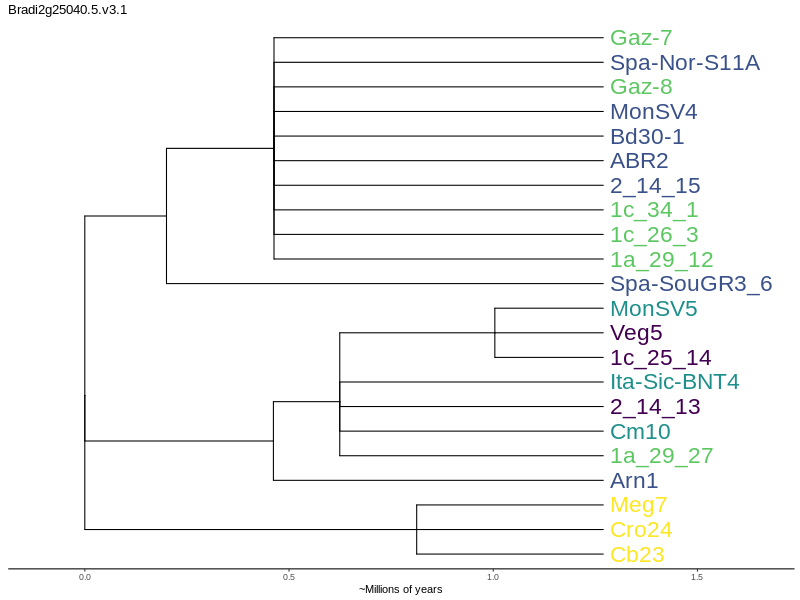 Bradi2g25040.5.v3.1
Gaz-7
Spa-Nor-S11A
Gaz-8
MonSV4
Bd30-1
ABR2
2_14_15
1c_34_1
1c_26_3
1a_29_12
Spa-SouGR3_6
MonSV5
Veg5
1c_25_14
Ita-Sic-BNT4
2_14_13
Cm10
1a_29_27
Arn1
Meg7
Cro24
Cb23
0.0 0.5 1.0 1.5
~Millions of years